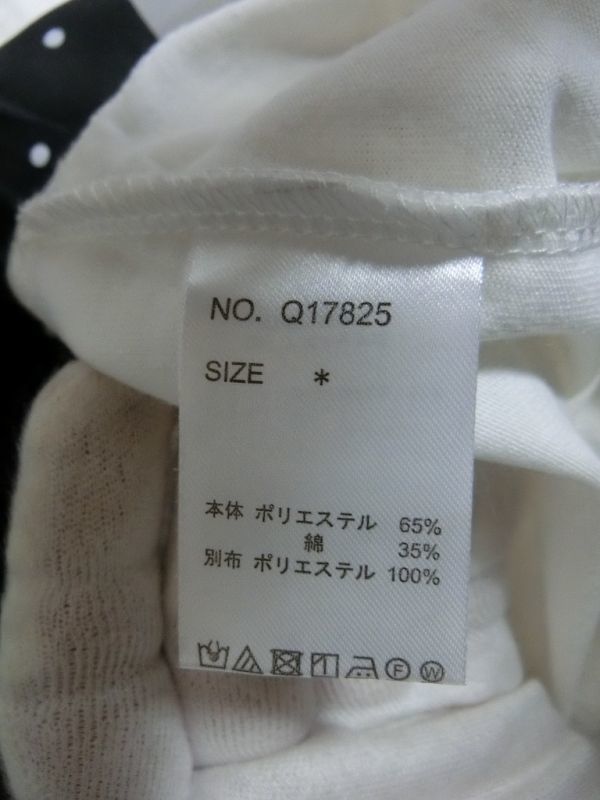 NO. Q17825
SIZE *
本体 ポリエステル 65%
綿 35%
別布 ポリエステル 100%
F W